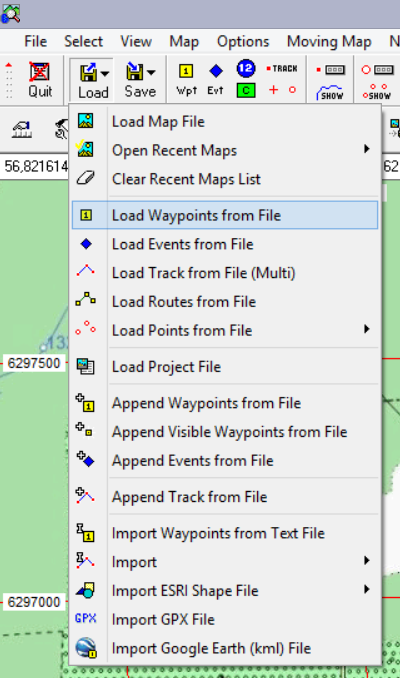 File Select View Map Options Moving Map N
1 12 TRACK
Quit Load Save Wpt Evt C SHOW SHOW
56,821614 62
Load Map File
Open Recent Maps
Clear Recent Maps List
Load Waypoints from File
Load Events from File
Load Track from File (Multi)
Load Routes from File
Load Points from File
Load Project File
6297500
Append Waypoints from File
Append Visible Waypoints from File
Append Events from File
Append Track from File
Import Waypoints from Text File
Import
Import ESRI Shape File
6297000
GPX Import GPX File
Import Google Earth (kml) File